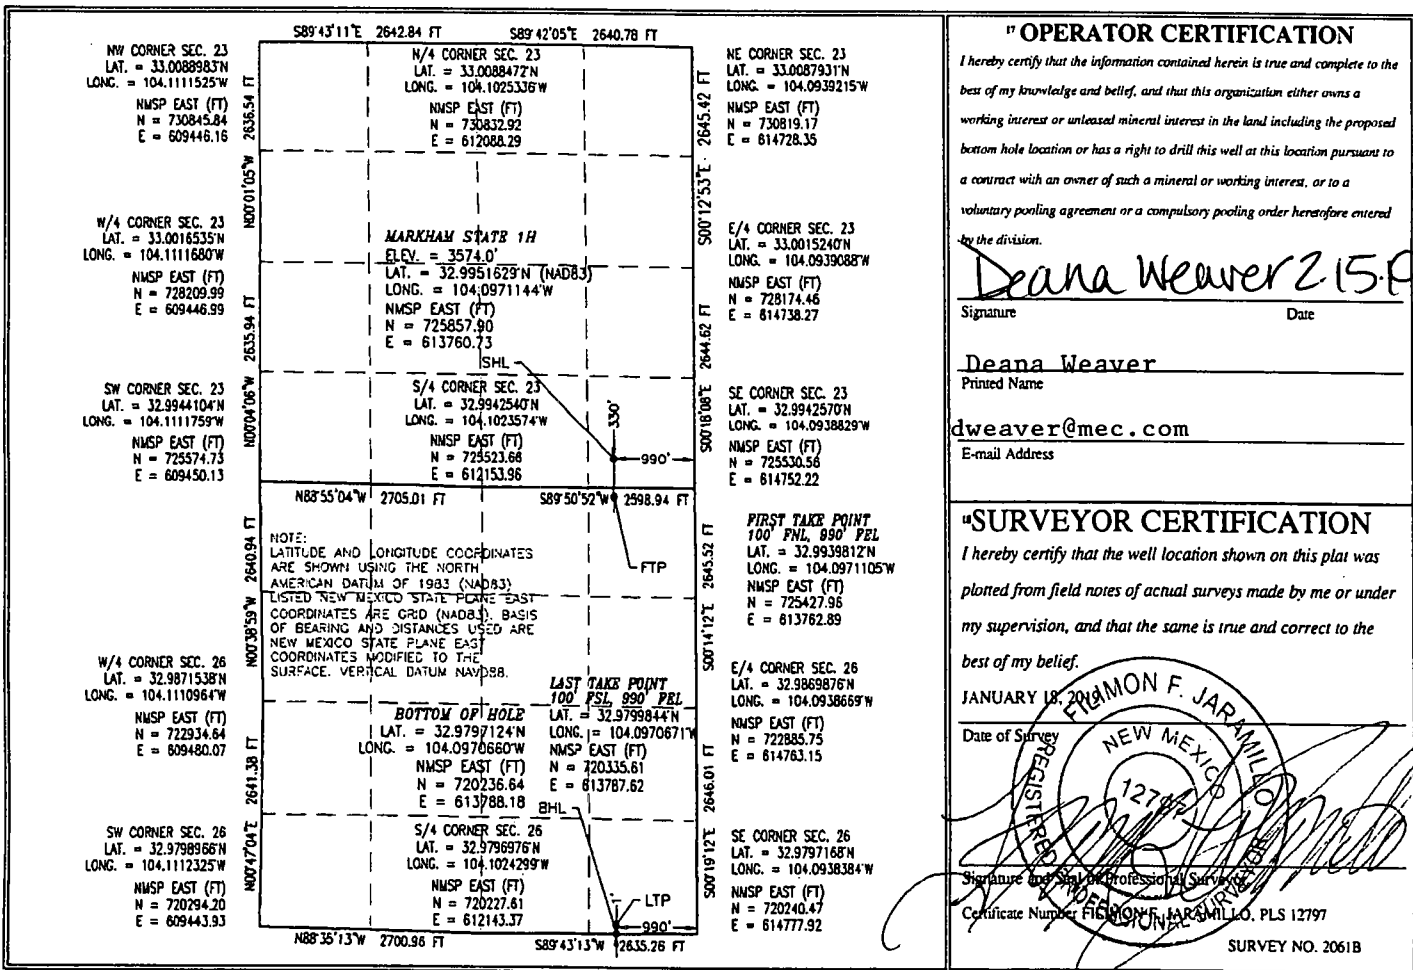 S89°43'11"E 2642.84 FT
S89°42'05"E 2640.78 FT
NW CORNER SEC. 23
LAT. = 33.0088983'N
LONG. = 104.1111525'W
NMSP EAST (FT)
N = 730845.84
E = 609446.16
N/4 CORNER SEC. 23
LAT. = 33.0088472'N
LONG. = 104.1025336'W
NMSP EAST (FT)
N = 730832.92
E = 612088.29
NE CORNER SEC. 23
LAT. = 33.0087931'N
LONG. = 104.0939215'W
NMSP EAST (FT)
N = 730819.17
E = 614728.35
N00°01'05"W 2636.54 FT
S00°12'53"E 2645.42 FT
W/4 CORNER SEC. 23
LAT. = 33.0016535'N
LONG. = 104.1111680'W
NMSP EAST (FT)
N = 728209.99
E = 609446.99
MARKHAM STATE 1H
ELEV. = 3574.0'
LAT. = 32.9951629'N (NAD83)
LONG. = 104.0971144'W
NMSP EAST (FT)
N = 725857.90
E = 613760.73
SHL
E/4 CORNER SEC. 23
LAT. = 33.0015240'N
LONG. = 104.0939088'W
NMSP EAST (FT)
N = 728174.46
E = 614738.27
N00°04'06"W 2635.94 FT
S00°18'08"E 2644.62 FT
SW CORNER SEC. 23
LAT. = 32.9944104'N
LONG. = 104.1111759'W
NMSP EAST (FT)
N = 725574.73
E = 609450.13
S/4 CORNER SEC. 23
LAT. = 32.9942540'N
LONG. = 104.1023574'W
NMSP EAST (FT)
N = 725523.66
E = 612153.96
330'
990'
SE CORNER SEC. 23
LAT. = 32.9942570'N
LONG. = 104.0938829'W
NMSP EAST (FT)
N = 725530.56
E = 614752.22
N88°55'04"W 2705.01 FT
S89°50'52"W 2598.94 FT
NOTE:
LATITUDE AND LONGITUDE COORDINATES
ARE SHOWN USING THE NORTH
AMERICAN DATUM OF 1983 (NAD83)
LISTED NEW MEXICO STATE PLANE EAST
COORDINATES ARE GRID (NAD83). BASIS
OF BEARING AND DISTANCES USED ARE
NEW MEXICO STATE PLANE EAST
COORDINATES MODIFIED TO THE
SURFACE. VERTICAL DATUM NAVD88.
FTP
FIRST TAKE POINT
100' FNL, 990' FEL
LAT. = 32.9939812'N
LONG. = 104.0971105'W
NMSP EAST (FT)
N = 725427.96
E = 613762.89
N00°38'59"W 2640.94 FT
S00°14'12"E 2645.52 FT
W/4 CORNER SEC. 26
LAT. = 32.9871538'N
LONG. = 104.1110964'W
NMSP EAST (FT)
N = 722934.64
E = 609480.07
BOTTOM OF HOLE
LAT. = 32.9797124'N
LONG. = 104.0970660'W
NMSP EAST (FT)
N = 720236.64
E = 613788.18
BHL
LAST TAKE POINT
100' FSL, 990' FEL
LAT. = 32.9799844'N
LONG. = 104.0970671'W
NMSP EAST (FT)
N = 720335.61
E = 613787.62
E/4 CORNER SEC. 26
LAT. = 32.9869876'N
LONG. = 104.0938669'W
NMSP EAST (FT)
N = 722885.75
E = 614763.15
N00°47'04"E 2641.38 FT
S00°19'12"E 2646.01 FT
SW CORNER SEC. 26
LAT. = 32.9798966'N
LONG. = 104.1112325'W
NMSP EAST (FT)
N = 720294.20
E = 609443.93
S/4 CORNER SEC. 26
LAT. = 32.9796976'N
LONG. = 104.1024299'W
NMSP EAST (FT)
N = 720227.61
E = 612143.37
LTP
990'
SE CORNER SEC. 26
LAT. = 32.9797168'N
LONG. = 104.0938384'W
NMSP EAST (FT)
N = 720240.47
E = 614777.92
N88°35'13"W 2700.96 FT
S89°43'13"W 2635.26 FT
17 OPERATOR CERTIFICATION
I hereby certify that the information contained herein is true and complete to the
best of my knowledge and belief, and that this organization either owns a
working interest or unleased mineral interest in the land including the proposed
bottom hole location or has a right to drill this well at this location pursuant to
a contract with an owner of such a mineral or working interest, or to a
voluntary pooling agreement or a compulsory pooling order heretofore entered
by the division.
Deana Weaver 2.15.
Signature Date
Deana Weaver
Printed Name
dweaver@mec.com
E-mail Address
18 SURVEYOR CERTIFICATION
I hereby certify that the well location shown on this plat was
plotted from field notes of actual surveys made by me or under
my supervision, and that the same is true and correct to the
best of my belief.
JANUARY 18, 2019
Date of Survey
FILIMON F. JARAMILLO
NEW MEXICO
12797
REGISTERED PROFESSIONAL SURVEYOR
Signature and Seal of Professional Surveyor
Certificate Number FILIMON F. JARAMILLO, PLS 12797
SURVEY NO. 2061B